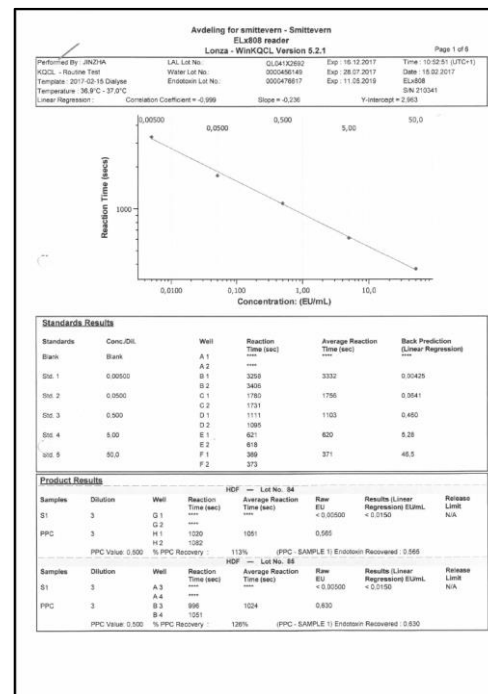 Avdeling for smittevern - Smittevern
ELx808 reader
Lonza - WinKQCL Version 5.2.1
Page 1 of 6
Performed By : JINZHA LAL Lot No. QL041X2692 Exp : 16.12.2017 Time : 10:52:51 (UTC+1)
KQCL - Routine Test Water Lot No.: 0000456149 Exp : 28.07.2017 Date : 15.02.2017
Template : 2017-02-15 Dialyse Endotoxin Lot No.: 0000476617 Exp : 11.05.2019 ELx808
Temperature : 36,9°C - 37,0°C S/N 210341
Linear Regression : Correlation Coefficient = -0,999 Slope = -0,236 Y-Intercept = 2,963
0,00500 0,0500 0,500 5,00 50,0
Reaction Time (secs)
1000
0,0100 0,100 1,00 10,0
Concentration: (EU/mL)
Standards Results
Standards Conc./Dil. Well Reaction Time (sec) Average Reaction Time (sec) Back Prediction (Linear Regression)
Blank Blank A 1 **** **** ****
A 2 ****
Std. 1 0,00500 B 1 3258 3332 0,00425
B 2 3406
Std. 2 0,0500 C 1 1780 1756 0,0641
C 2 1731
Std. 3 0,500 D 1 1111 1103 0,460
D 2 1095
Std. 4 5,00 E 1 621 620 5,28
E 2 618
Std. 5 50,0 F 1 369 371 46,5
F 2 373
Product Results
HDF — Lot No. 84
Samples Dilution Well Reaction Time (sec) Average Reaction Time (sec) Raw EU Results (Linear Regression) EU/mL Release Limit
S1 3 G 1 **** **** < 0,00500 < 0,0150 N/A
G 2 ****
PPC 3 H 1 1020 1051 0,565
H 2 1082
PPC Value: 0,500 % PPC Recovery : 113% (PPC - SAMPLE 1) Endotoxin Recovered : 0.565
HDF — Lot No.
Samples Dilution Well Reaction Time (sec) Average Reaction Time (sec) Raw EU Results (Linear Regression) EU/mL Release Limit
S1 3 A 3 **** **** < 0,00500 < 0,0150 N/A
A 4 ****
PPC 3 B 3 996 1024 0,630
B 4 1051
PPC Value: 0,500 % PPC Recovery : 126% (PPC - SAMPLE 1) Endotoxin Recovered : 0.630